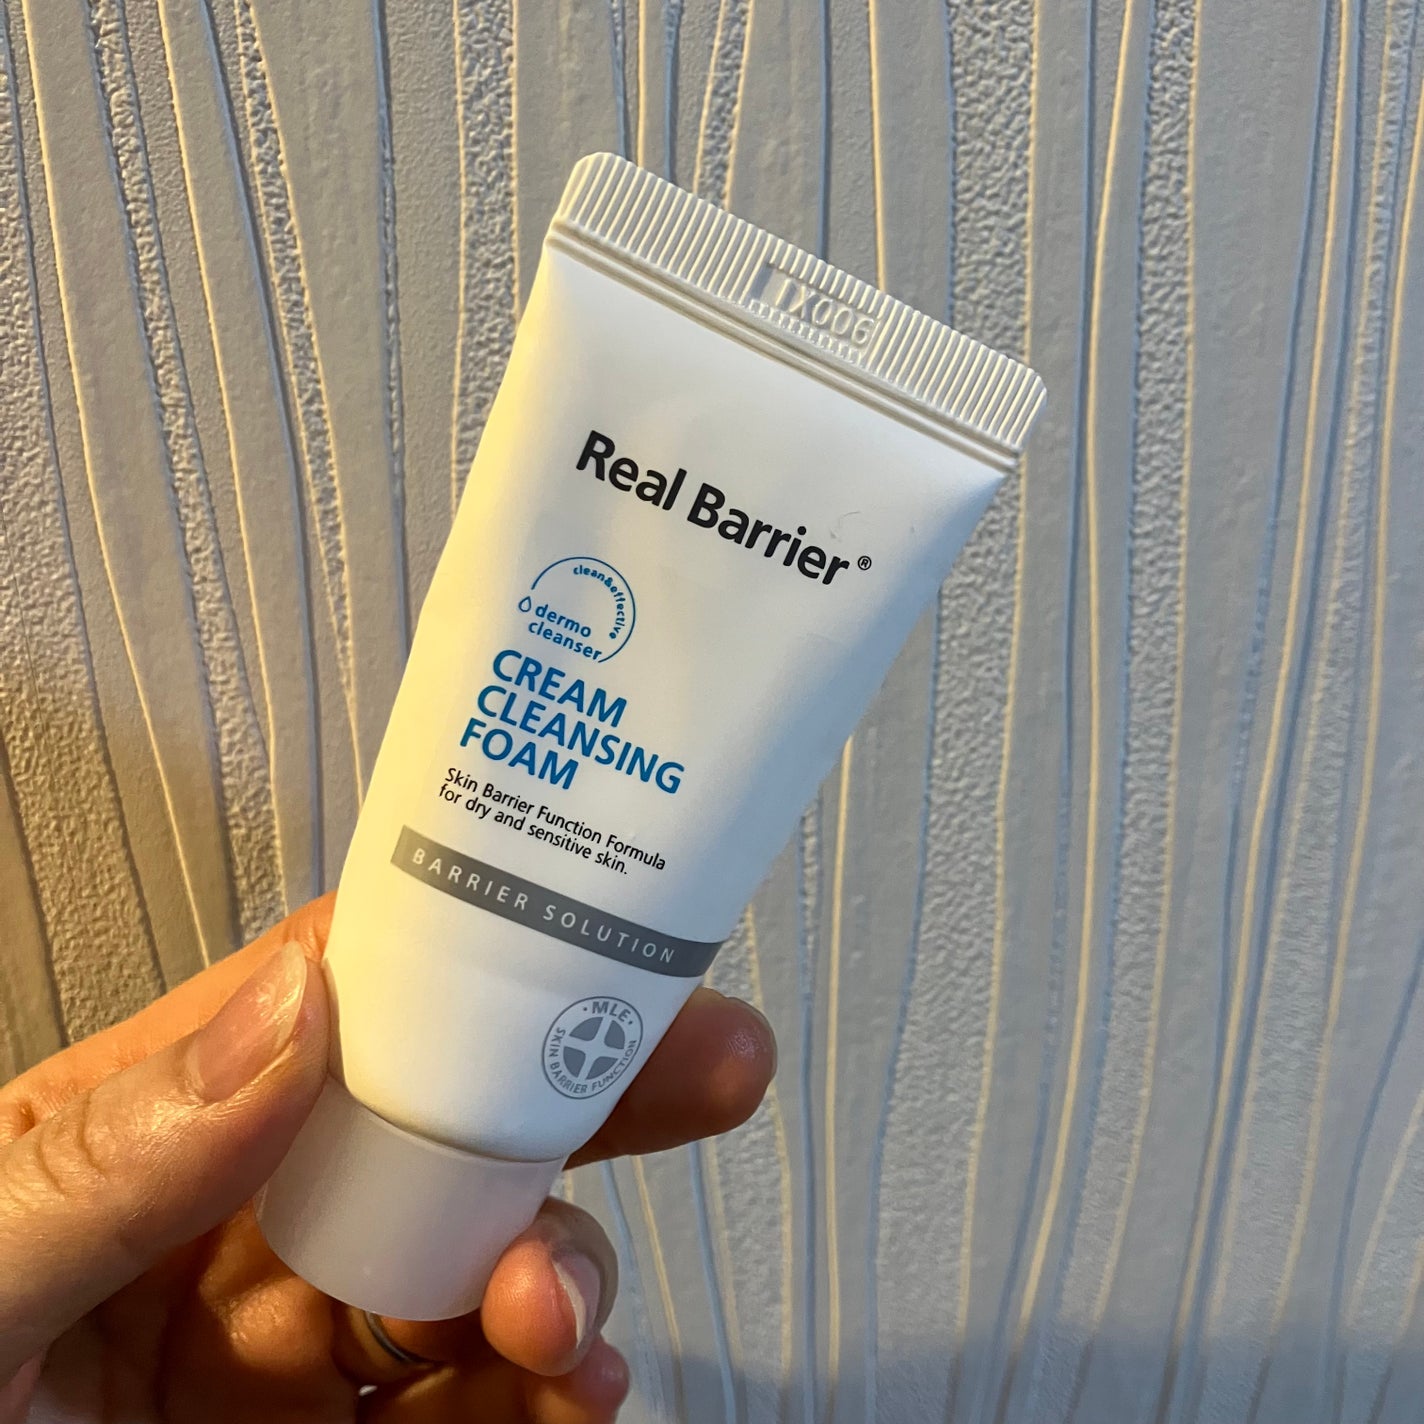 IX006
Real Barrier®
clean&effective
dermo
cleanser
CREAM
CLEANSING
FOAM
Skin Barrier Function Formula
for dry and sensitive skin.
BARRIER SOLUTION
·MLE·
SKIN BARRIER FUNCTION